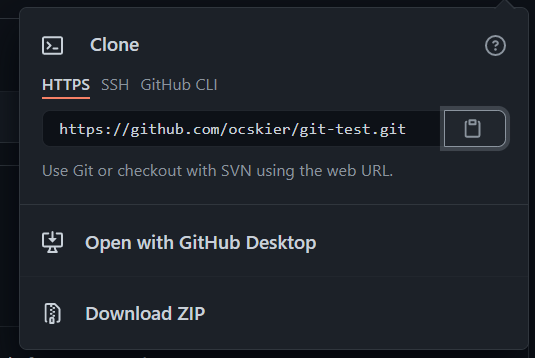 Clone
HTTPS SSH GitHub CLI
https://github.com/ocskier/git-test.git
Use Git or checkout with SVN using the web URL.
Open with GitHub Desktop
Download ZIP